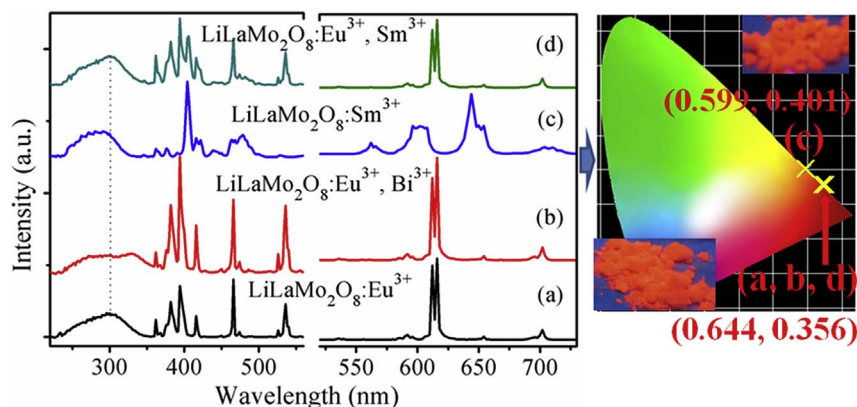 LiLaMo₂O₈:Eu³⁺, Sm³⁺
(d)
LiLaMo₂O₈:Sm³⁺
(c)
LiLaMo₂O₈:Eu³⁺, Bi³⁺
(b)
LiLaMo₂O₈:Eu³⁺
(a)
Intensity (a.u.)
300 400 500 550 600 650 700
Wavelength (nm)
(0.599, 0.401)
(c)
(a, b, d)
(0.644, 0.356)